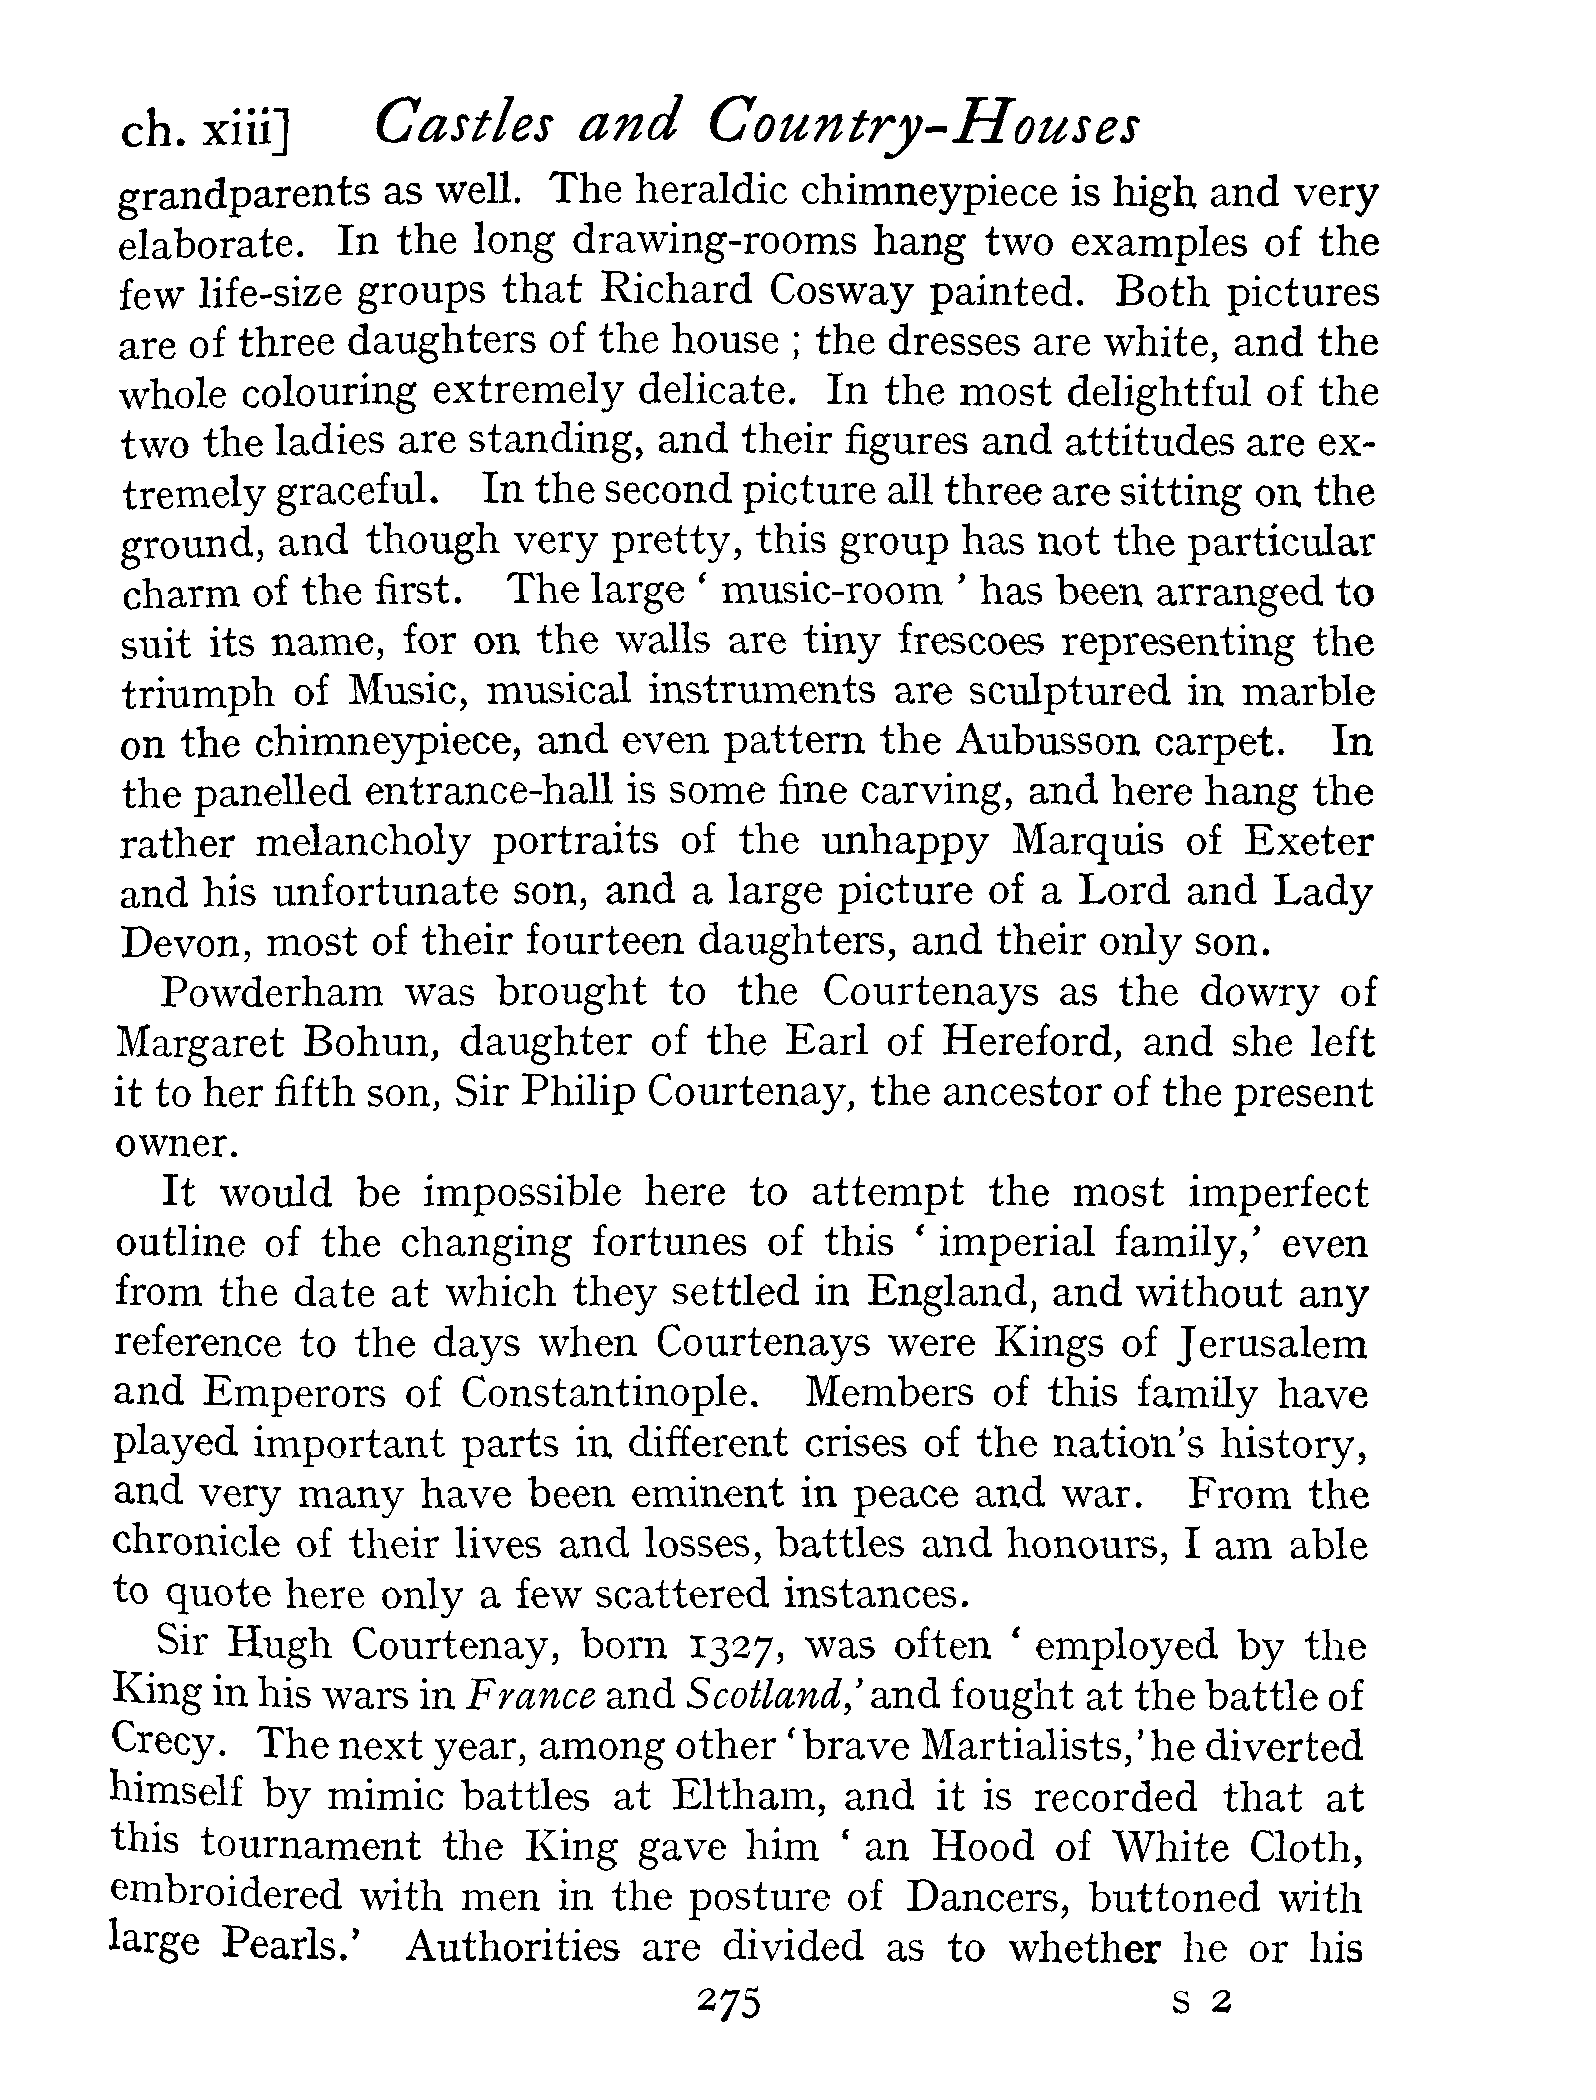 ch. xiii] Castles and Country-Houses
grandparents as well. The heraldic chimneypiece is high and very
elaborate. In the long drawing-rooms hang two examples of the
few life-size groups that Richard Cosway painted. Both pictures
are of three daughters of the house ; the dresses are white, and the
whole colouring extremely delicate. In the most delightful of the
two the ladies are standing, and their figures and attitudes are ex-
tremely graceful. In the second picture all three are sitting on the
ground, and though very pretty, this group has not the particular
charm of the first. The large ‘ music-room ’ has been arranged to
suit its name, for on the walls are tiny frescoes representing the
triumph of Music, musical instruments are sculptured in marble
on the chimneypiece, and even pattern the Aubusson carpet. In
the panelled entrance-hall is some fine carving, and here hang the
rather melancholy portraits of the unhappy Marquis of Exeter
and his unfortunate son, and a large picture of a Lord and Lady
Devon, most of their fourteen daughters, and their only son.
Powderham was brought to the Courtenays as the dowry of
Margaret Bohun, daughter of the Earl of Hereford, and she left
it to her fifth son, Sir Philip Courtenay, the ancestor of the present
owner.
It would be impossible here to attempt the most imperfect
outline of the changing fortunes of this ‘ imperial family,’ even
from the date at which they settled in England, and without any
reference to the days when Courtenays were Kings of Jerusalem
and Emperors of Constantinople. Members of this family have
played important parts in different crises of the nation’s history,
and very many have been eminent in peace and war. From the
chronicle of their lives and losses, battles and honours, I am able
to quote here only a few scattered instances.
Sir Hugh Courtenay, born 1327, was often ‘ employed by the
King in his wars in France and Scotland,’ and fought at the battle of
Crecy. The next year, among other ‘ brave Martialists,’ he diverted
himself by mimic battles at Eltham, and it is recorded that at
this tournament the King gave him ‘ an Hood of White Cloth,
embroidered with men in the posture of Dancers, buttoned with
large Pearls.’ Authorities are divided as to whether he or his
275 S 2